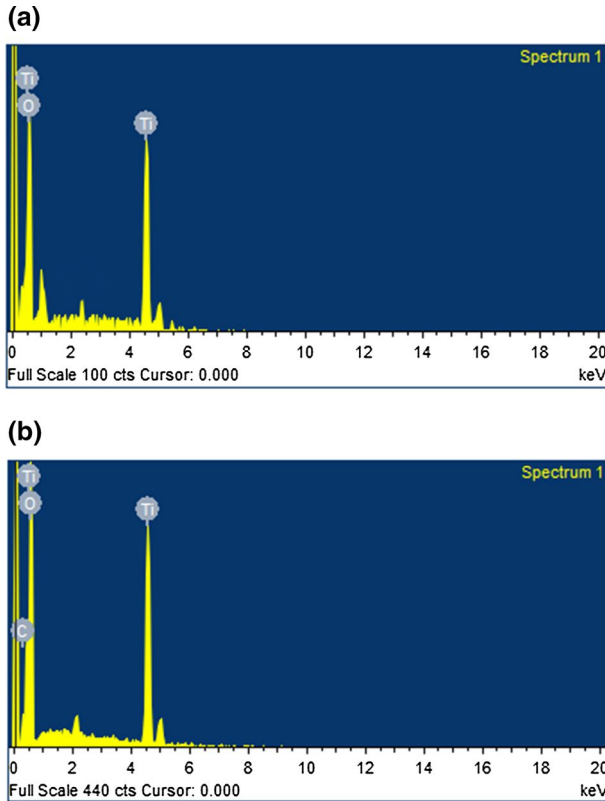 (a)
Spectrum 1
Ti
O
Ti
0 2 4 6 8 10 12 14 16 18 20
Full Scale 100 cts Cursor: 0.000 keV
(b)
Spectrum 1
Ti
O
Ti
C
0 2 4 6 8 10 12 14 16 18 20
Full Scale 440 cts Cursor: 0.000 keV